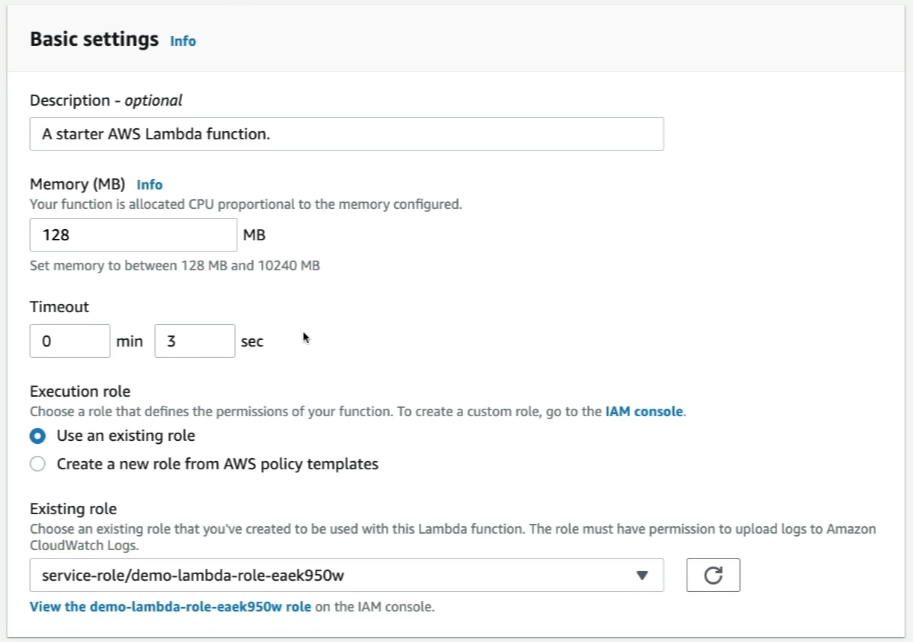 Basic settings Info
Description - optional
A starter AWS Lambda function.
Memory (MB) Info
Your function is allocated CPU proportional to the memory configured.
128 MB
Set memory to between 128 MB and 10240 MB
Timeout
0 min 3 sec
Execution role
Choose a role that defines the permissions of your function. To create a custom role, go to the IAM console.
Use an existing role
Create a new role from AWS policy templates
Existing role
Choose an existing role that you've created to be used with this Lambda function. The role must have permission to upload logs to Amazon
CloudWatch Logs.
service-role/demo-lambda-role-eaek950w
View the demo-lambda-role-eaek950w role on the IAM console.